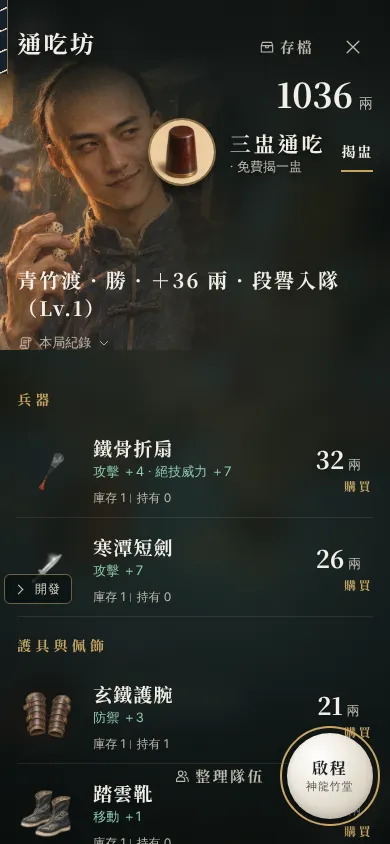 通吃坊
存檔
1036 兩
三盅通吃
· 免費揭一盅
揭盅
青竹渡 · 勝 · ＋36 兩 · 段譽入隊
（Lv.1）
本局紀錄
兵器
鐵骨折扇
攻擊 +4 · 絕技威力 +7
庫存 1 | 持有 0
32 兩
購買
寒潭短劍
攻擊 +7
庫存 1 | 持有 0
26 兩
購買
開發
護具與佩飾
玄鐵護腕
防禦 +3
庫存 1 | 持有 1
21 兩
購買
踏雲靴
移動 +1
庫存 1 | 持有 0
購買
整理隊伍
啟程
神龍竹堂